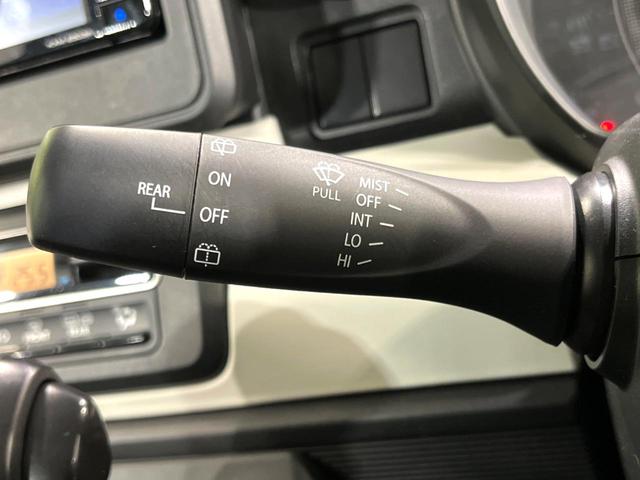 ON
REAR
OFF
PULL
MIST
OFF
INT
LO
HI